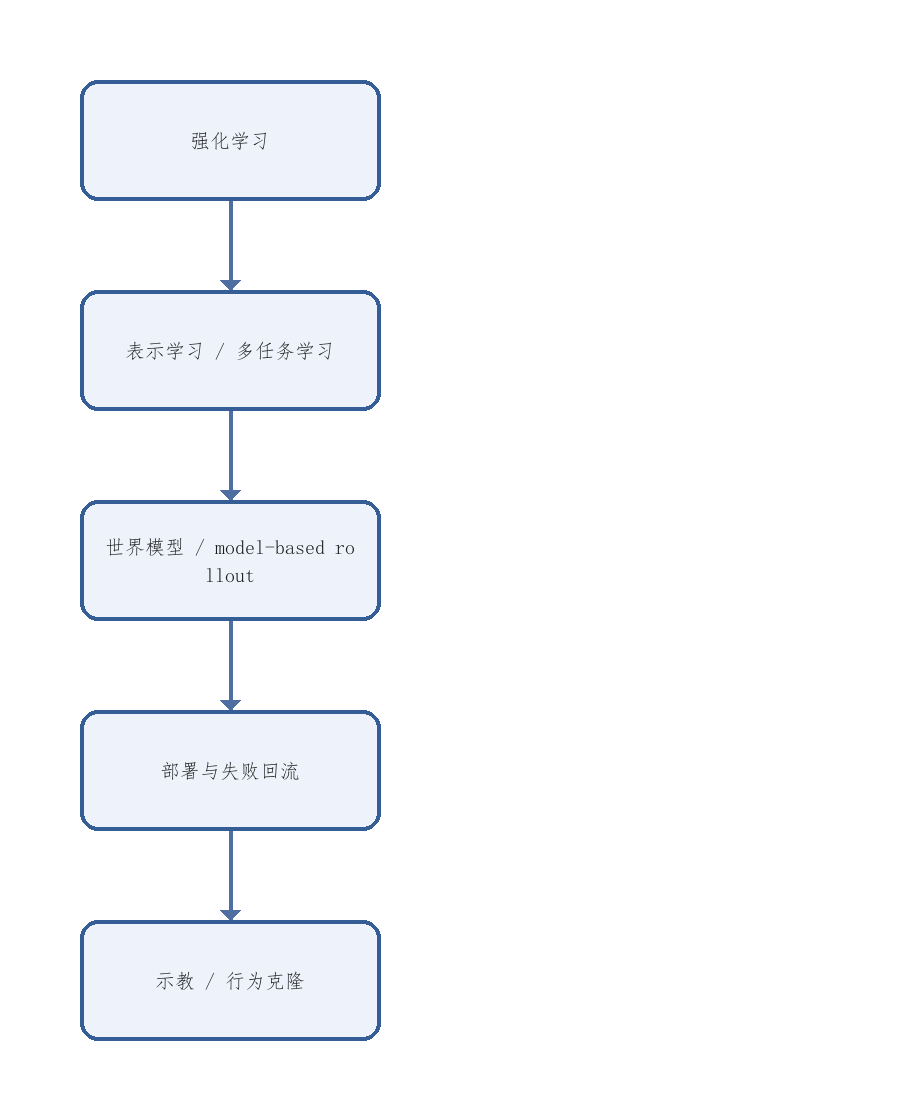 强化学习
表示学习 / 多任务学习
世界模型 / model-based ro
llout
部署与失败回流
示教 / 行为克隆